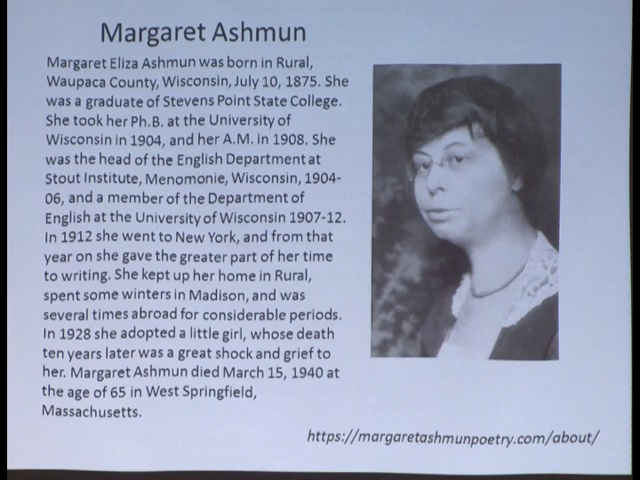 Margaret Ashmun
Margaret Eliza Ashmun was born in Rural,
Waupaca County, Wisconsin, July 10, 1875. She
was a graduate of Stevens Point State College.
She took her Ph.B. at the University of
Wisconsin in 1904, and her A.M. in 1908. She
was the head of the English Department at
Stout Institute, Menomonie, Wisconsin, 1904-
06, and a member of the Department of
English at the University of Wisconsin 1907-12.
In 1912 she went to New York, and from that
year on she gave the greater part of her time
to writing. She kept up her home in Rural,
spent some winters in Madison, and was
several times abroad for considerable periods.
In 1928 she adopted a little girl, whose death
ten years later was a great shock and grief to
her. Margaret Ashmun died March 15, 1940 at
the age of 65 in West Springfield,
Massachusetts.
https://margaretashmunpoetry.com/about/